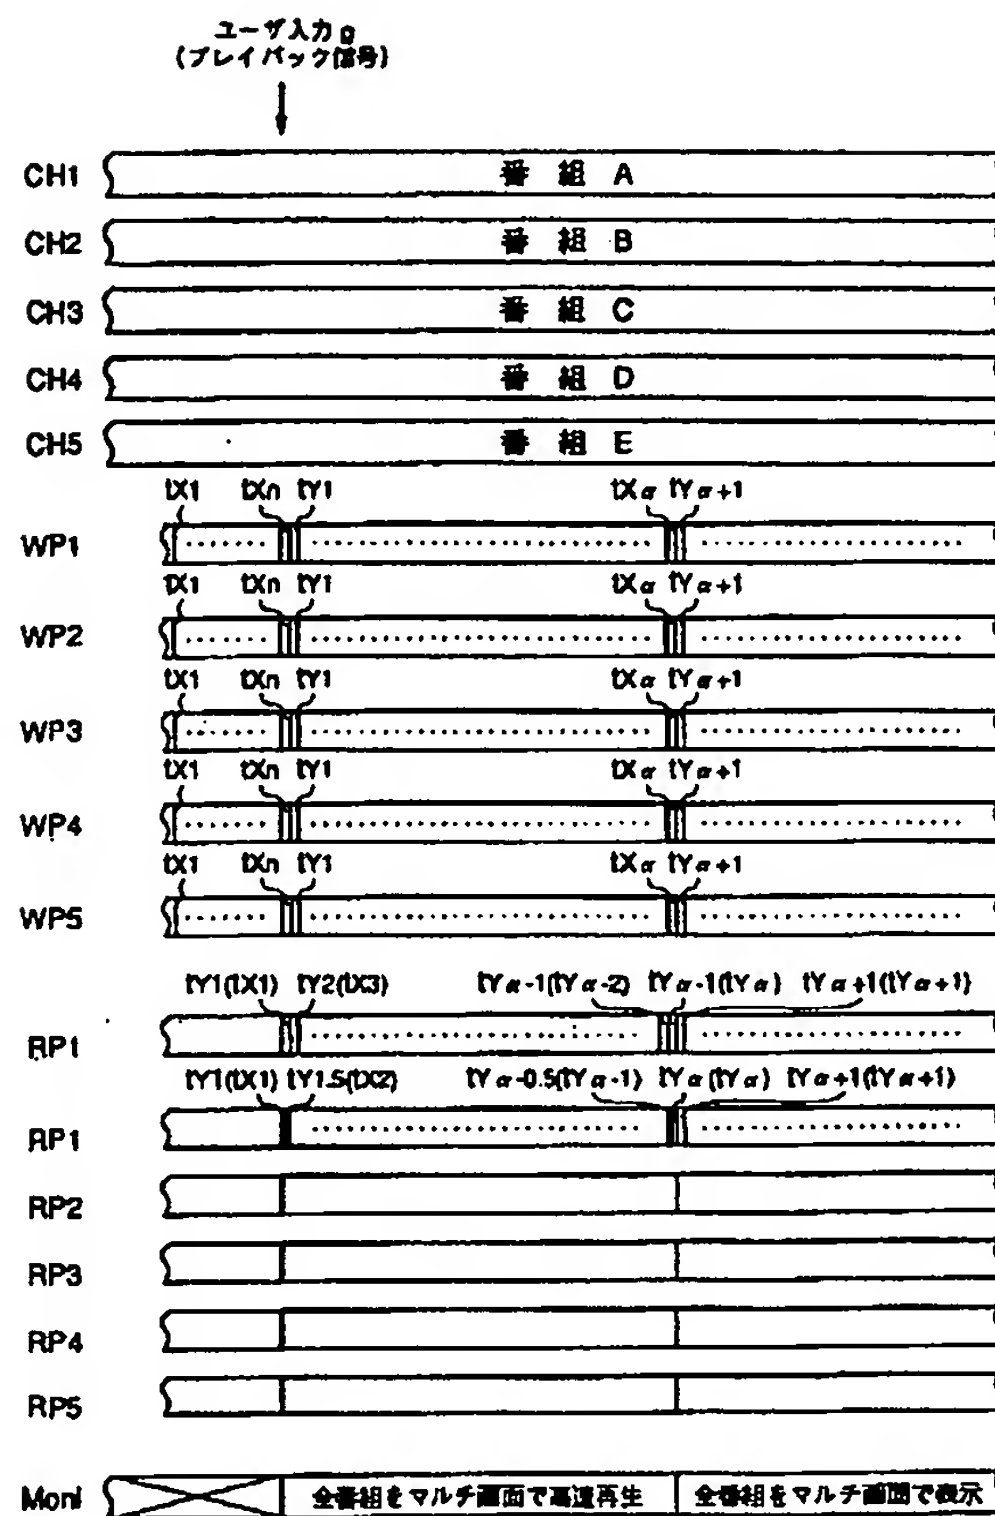 ユーザ入力g
(プレイバック信号)
CH1 番 組 A
CH2 番 組 B
CH3 番 組 C
CH4 番 組 D
CH5 番 組 E
tX1 tXn tY1 tXα tYα+1
WP1
tX1 tXn tY1 tXα tYα+1
WP2
tX1 tXn tY1 tXα tYα+1
WP3
tX1 tXn tY1 tXα tYα+1
WP4
tX1 tXn tY1 tXα tYα+1
WP5
tY1(tX1) tY2(tX3) tYα-1(tYα-2) tYα-1(tYα) tYα+1(tYα+1)
RP1
tY1(tX1) tY1.5(tX2) tYα-0.5(tYα-1) tYα(tYα) tYα+1(tYα+1)
RP1
RP2
RP3
RP4
RP5
Moni 全番組をマルチ画面で高速再生 全番組をマルチ画面で表示